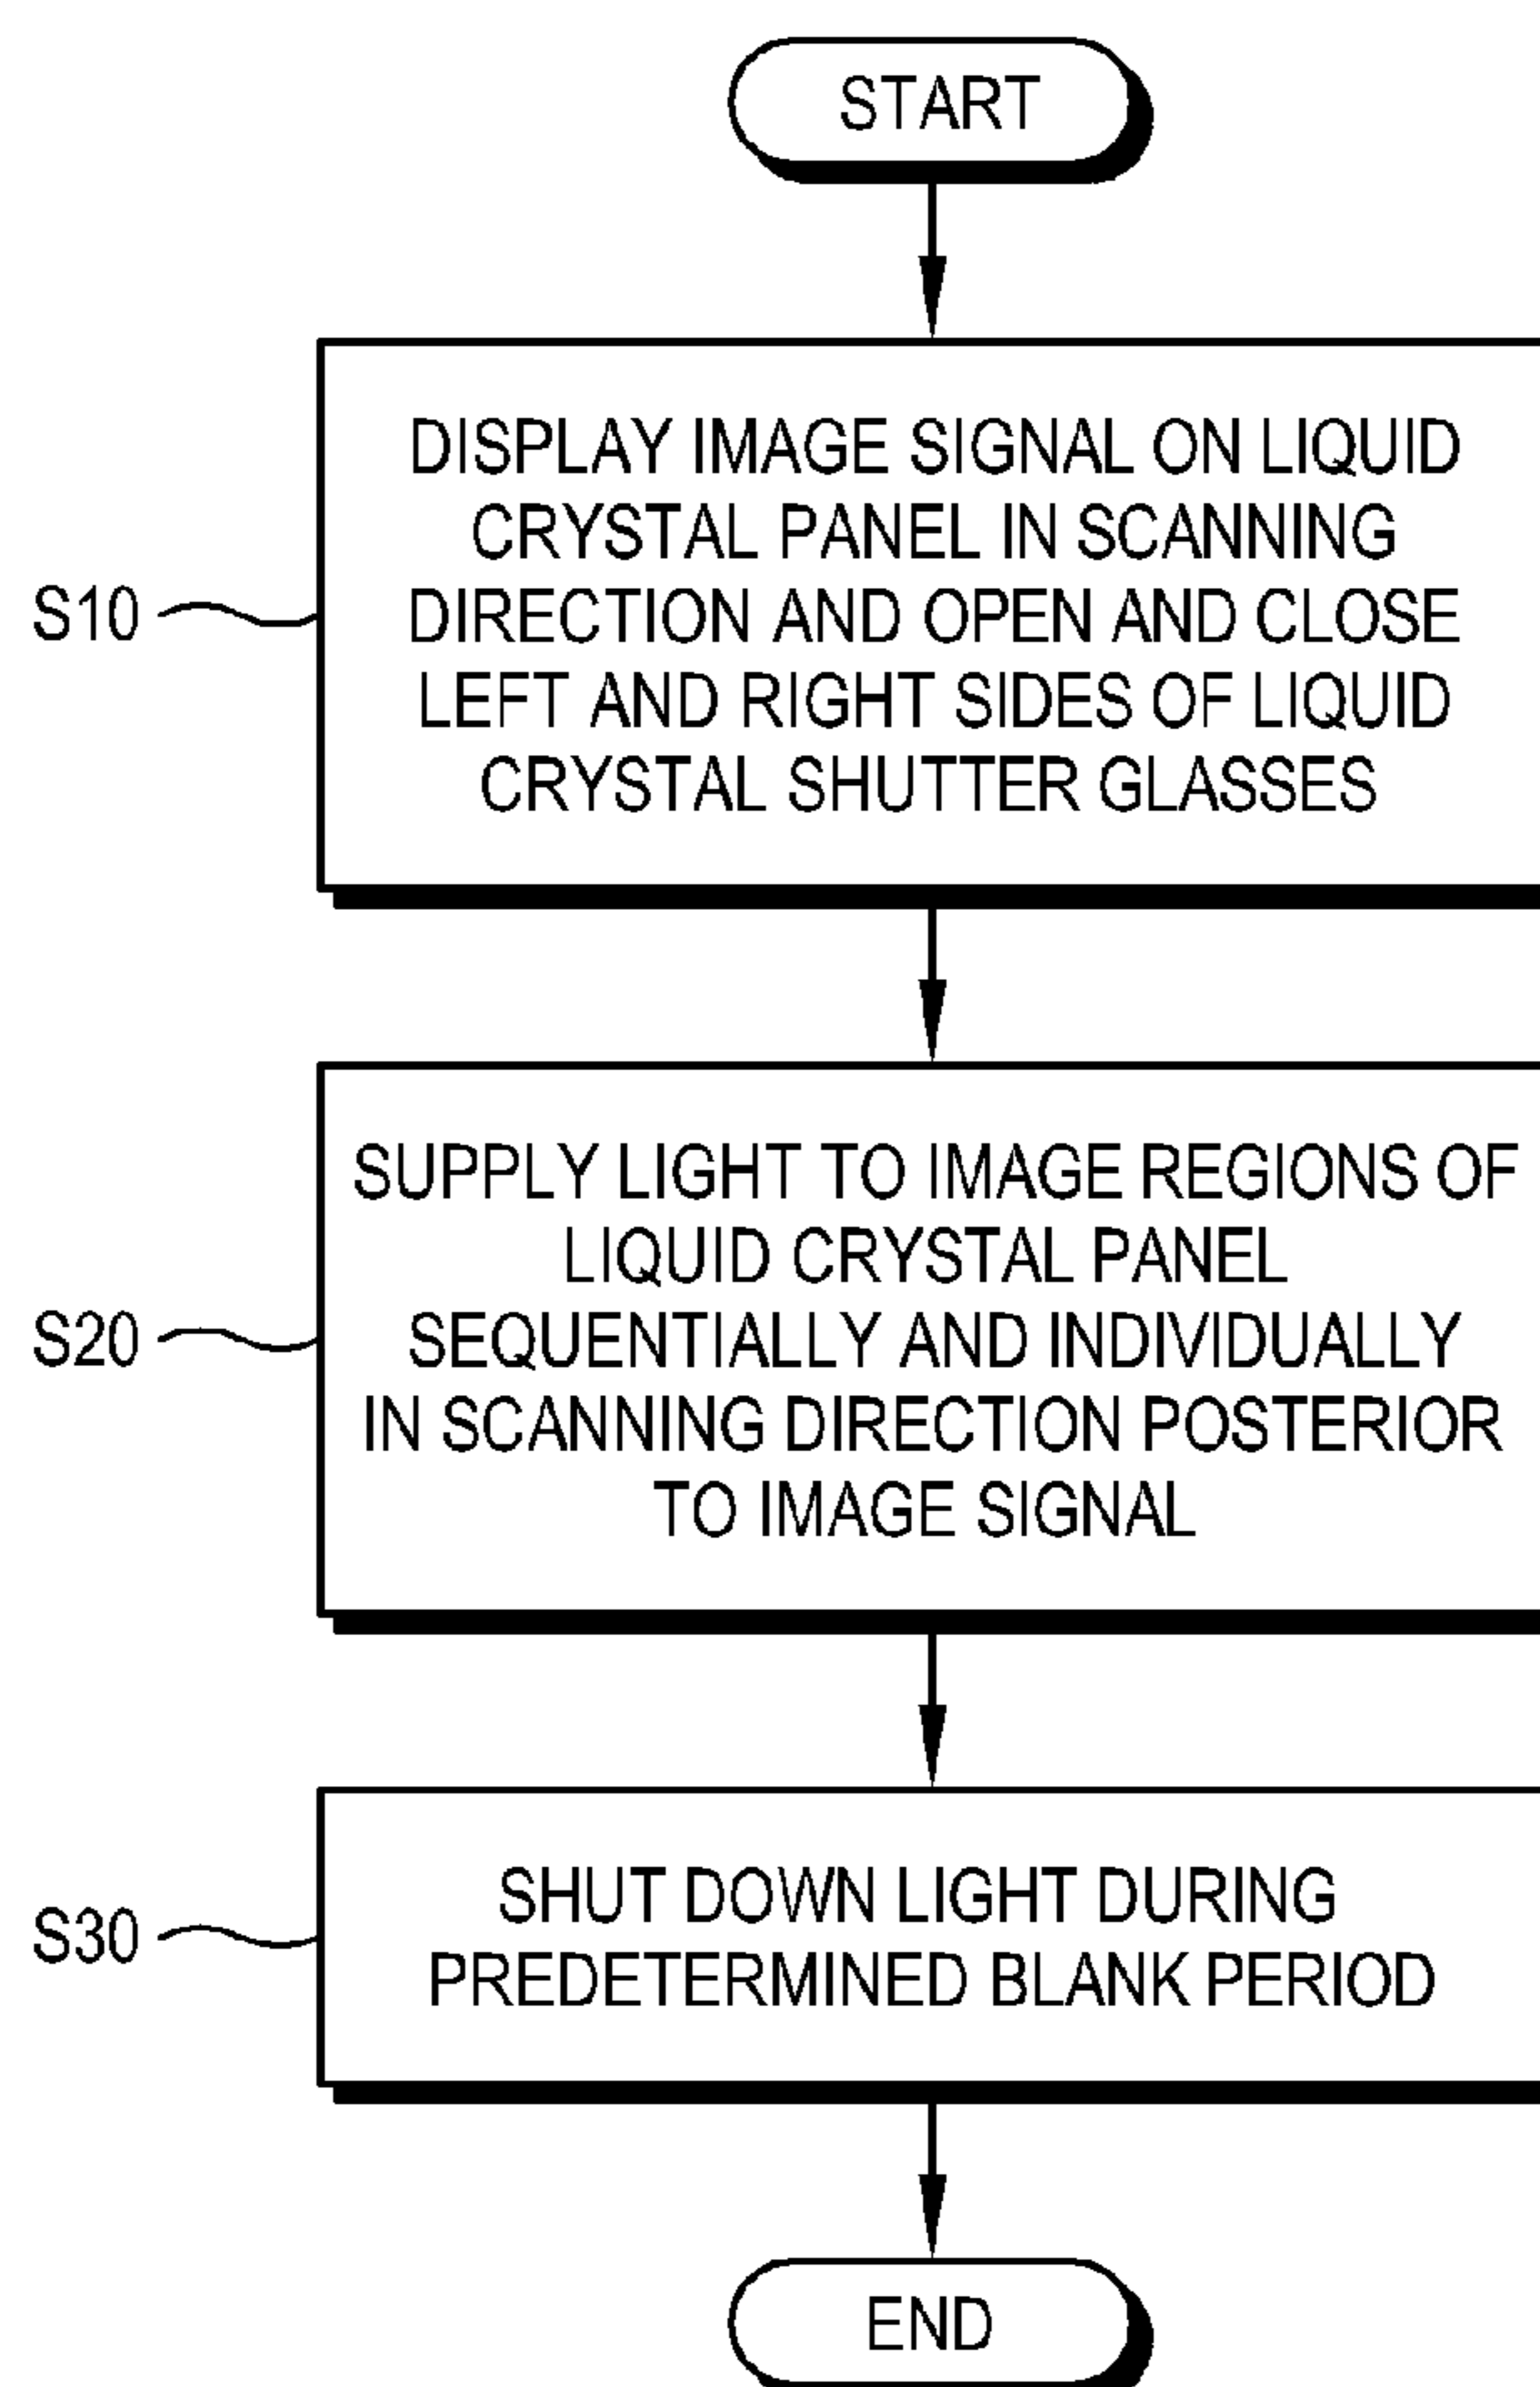 START
DISPLAY IMAGE SIGNAL ON LIQUID
CRYSTAL PANEL IN SCANNING
DIRECTION AND OPEN AND CLOSE
LEFT AND RIGHT SIDES OF LIQUID
CRYSTAL SHUTTER GLASSES
S10
SUPPLY LIGHT TO IMAGE REGIONS OF
LIQUID CRYSTAL PANEL
SEQUENTIALLY AND INDIVIDUALLY
IN SCANNING DIRECTION POSTERIOR
TO IMAGE SIGNAL
S20
SHUT DOWN LIGHT DURING
PREDETERMINED BLANK PERIOD
S30
END